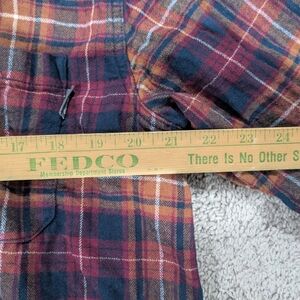 17 18 19 20 21 22 23 24
FEDCO There Is No Other S
Membership Department Stores